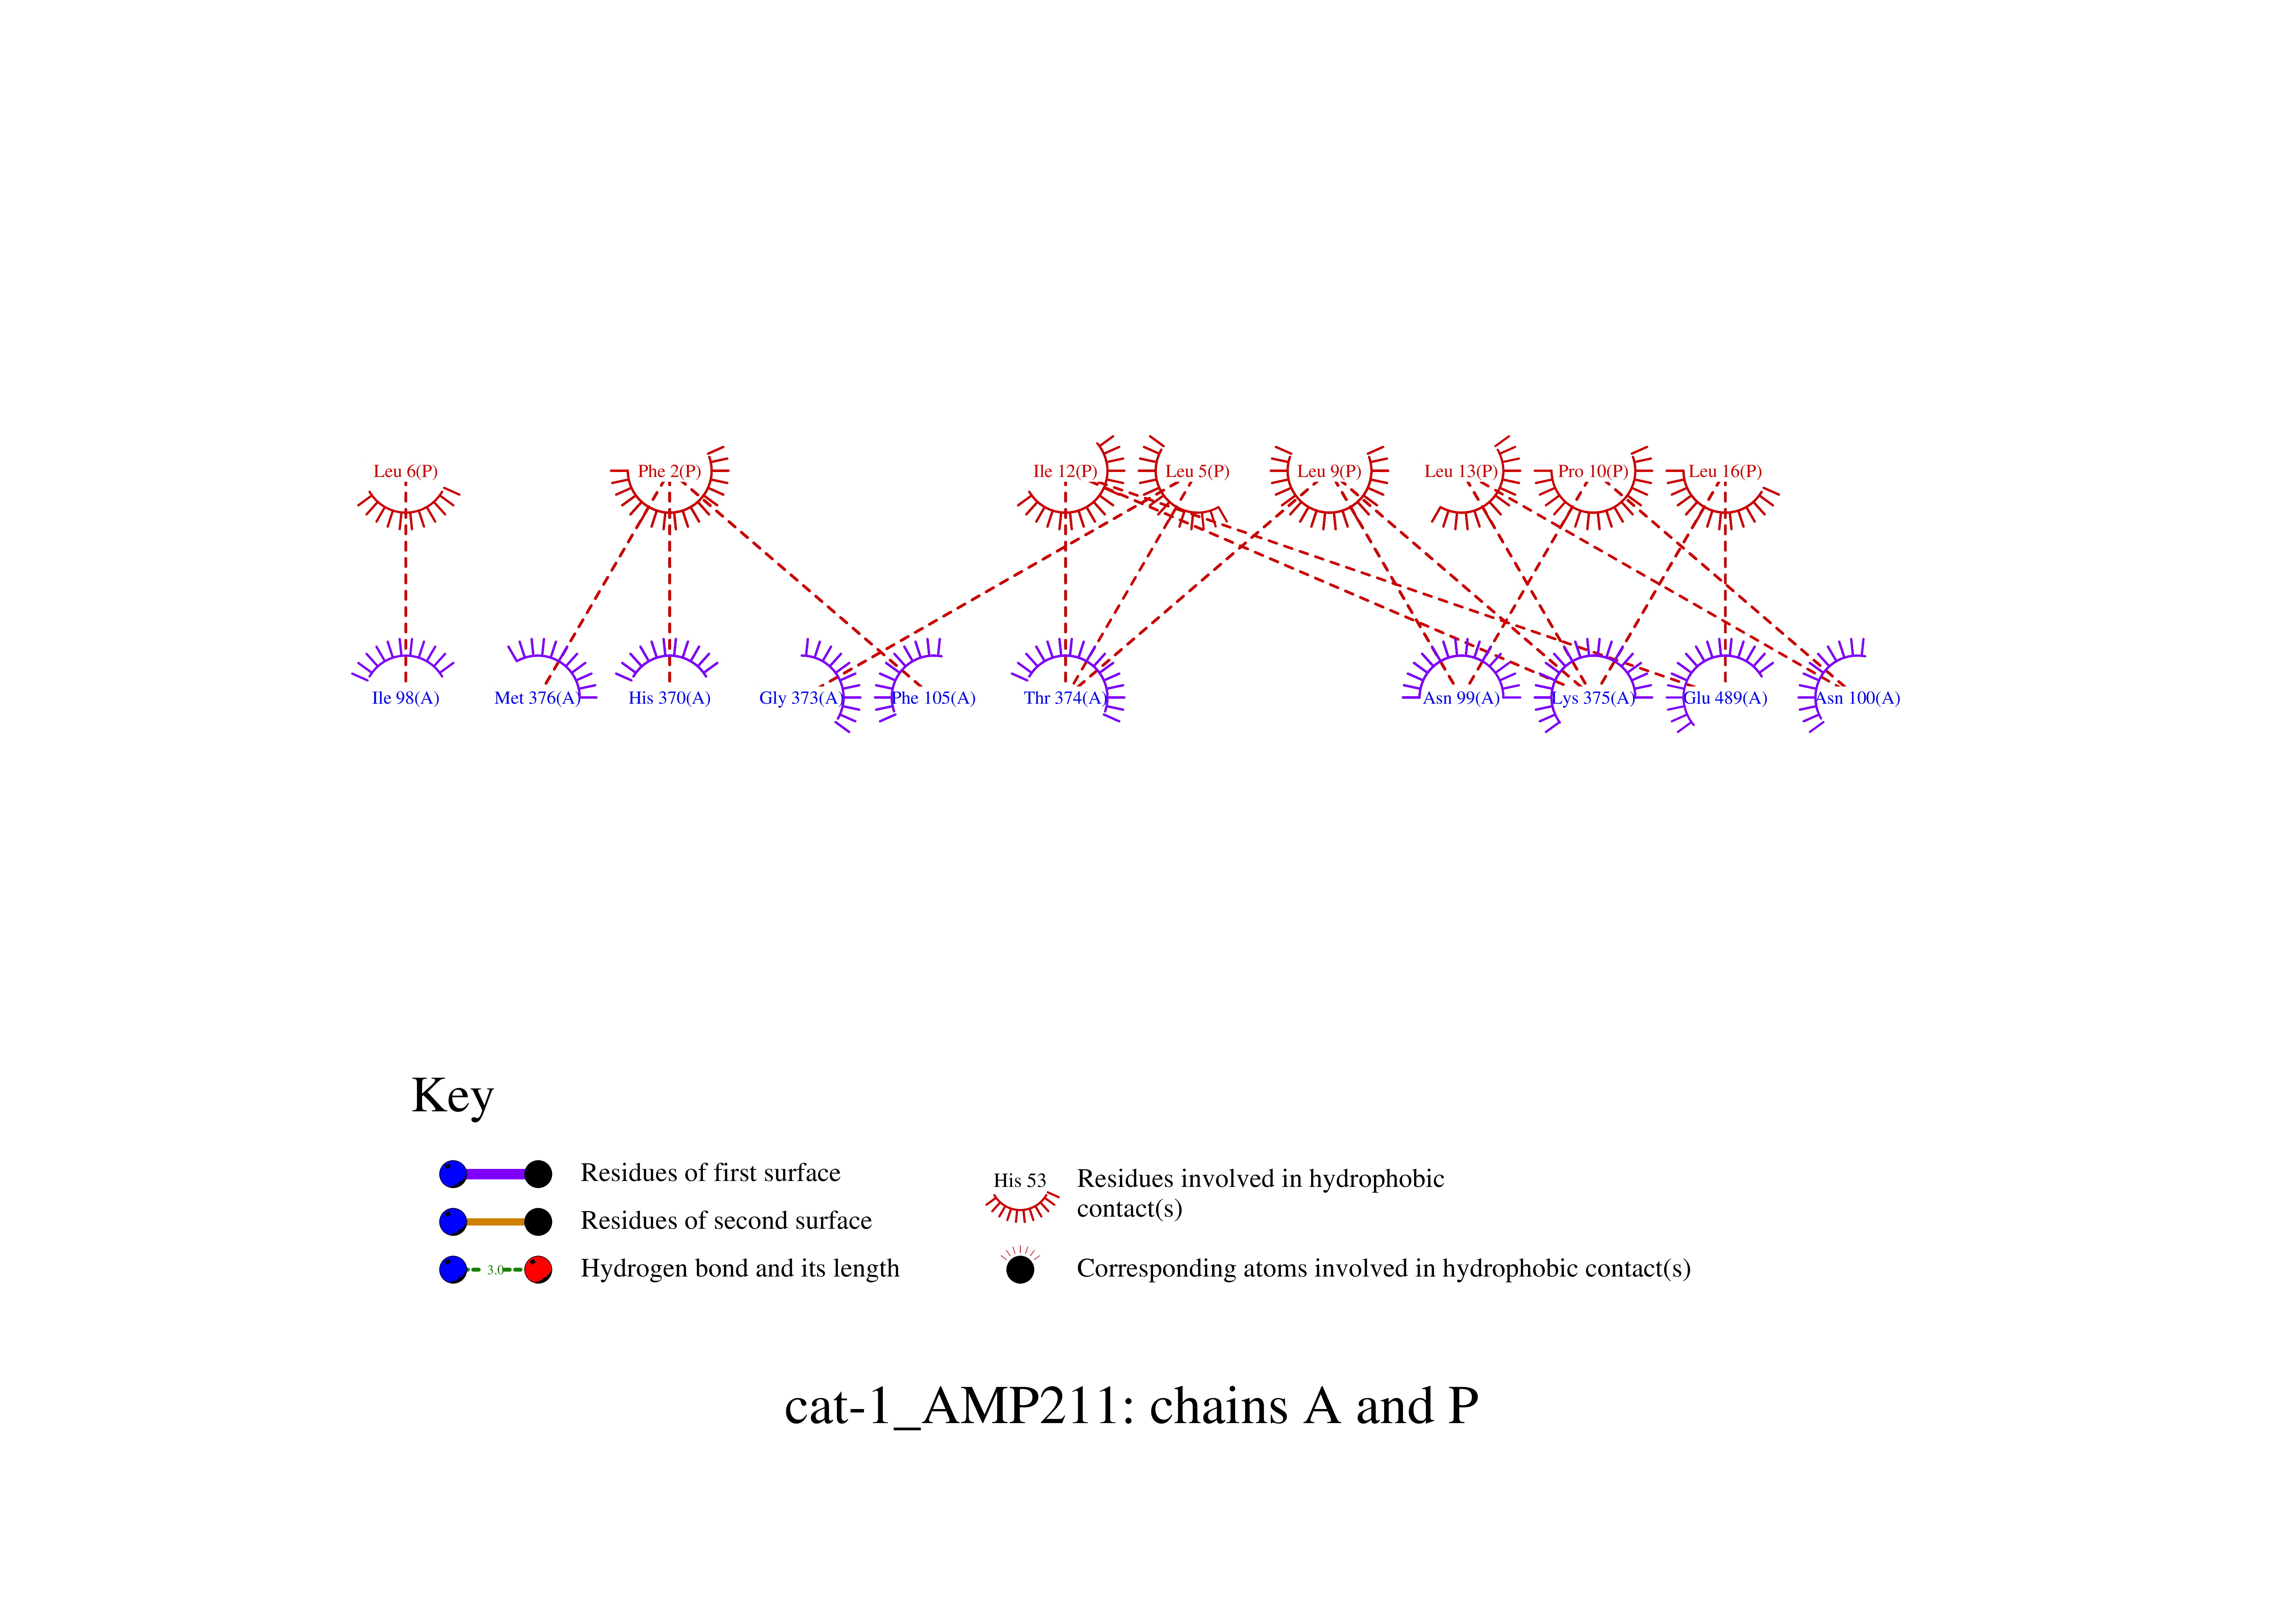 Leu 6(P) Phe 2(P) Ile 12(P) Leu 5(P) Leu 9(P) Leu 13(P) Pro 10(P) Leu 16(P)
Ile 98(A) Met 376(A) His 370(A) Gly 373(A) Phe 105(A) Thr 374(A) Asn 99(A) Lys 375(A) Glu 489(A) Asn 100(A)
Key
Residues of first surface
Residues of second surface
3.0 Hydrogen bond and its length
His 53 Residues involved in hydrophobic
contact(s)
Corresponding atoms involved in hydrophobic contact(s)
cat-1_AMP211: chains A and P